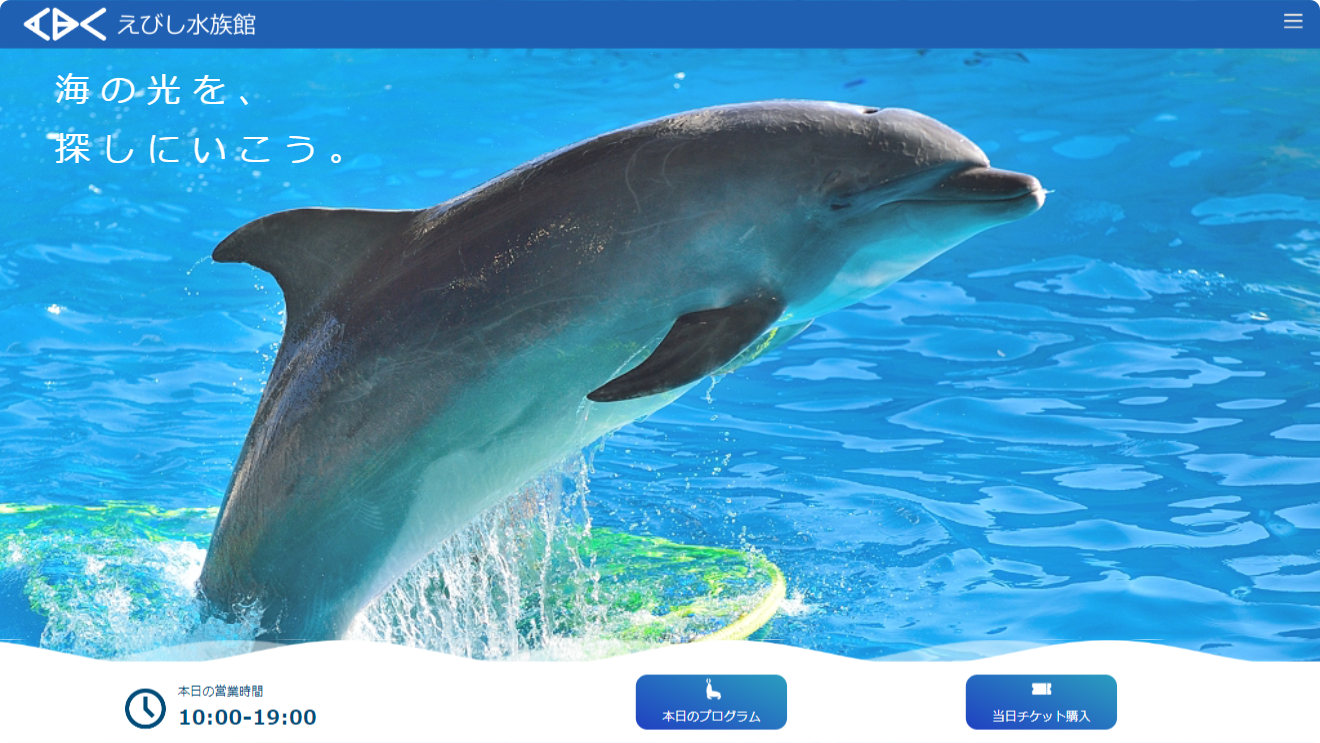 ABC えびし水族館
海の光を、
探しにいこう。
本日の営業時間
10:00-19:00
本日のプログラム
当日チケット購入